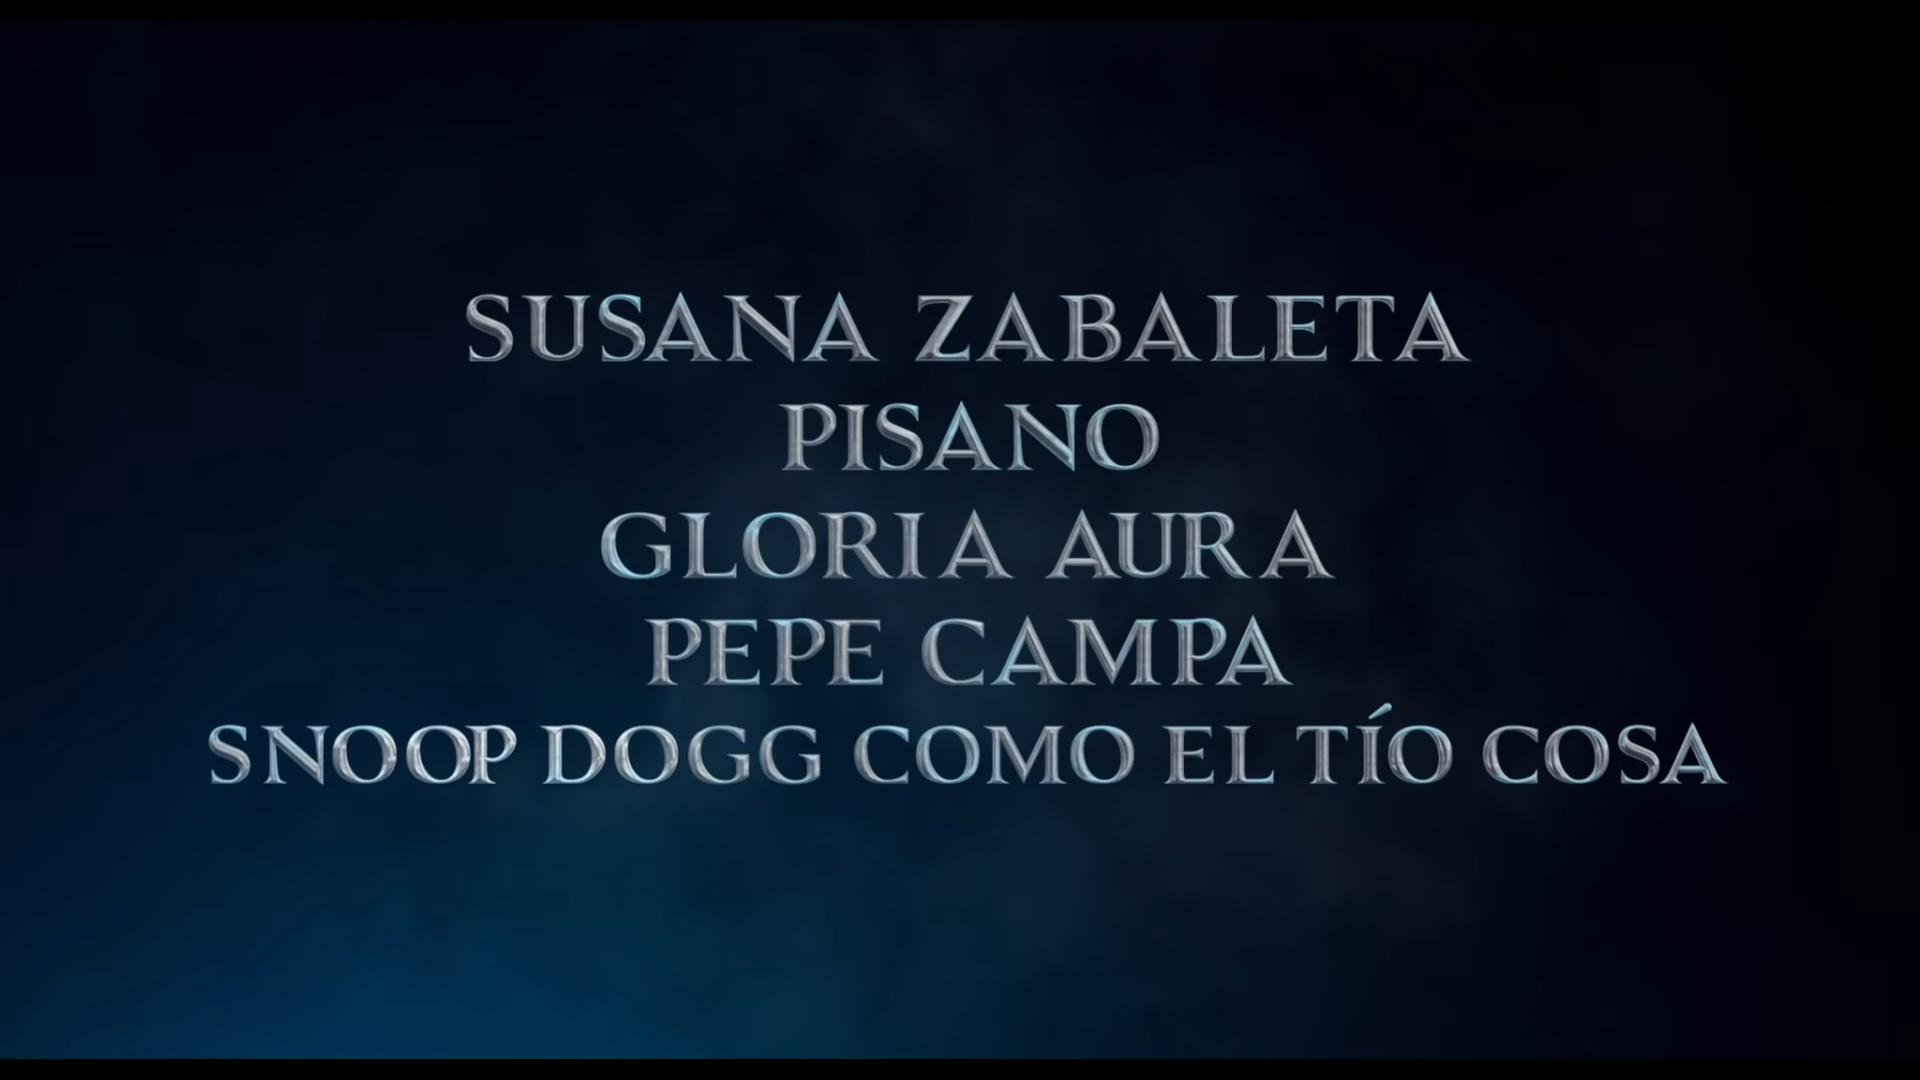 SUSANA ZABALETA
PISANO
GLORIA AURA
PEPE CAMPA
SNOOP DOGG COMO EL TÍO COSA